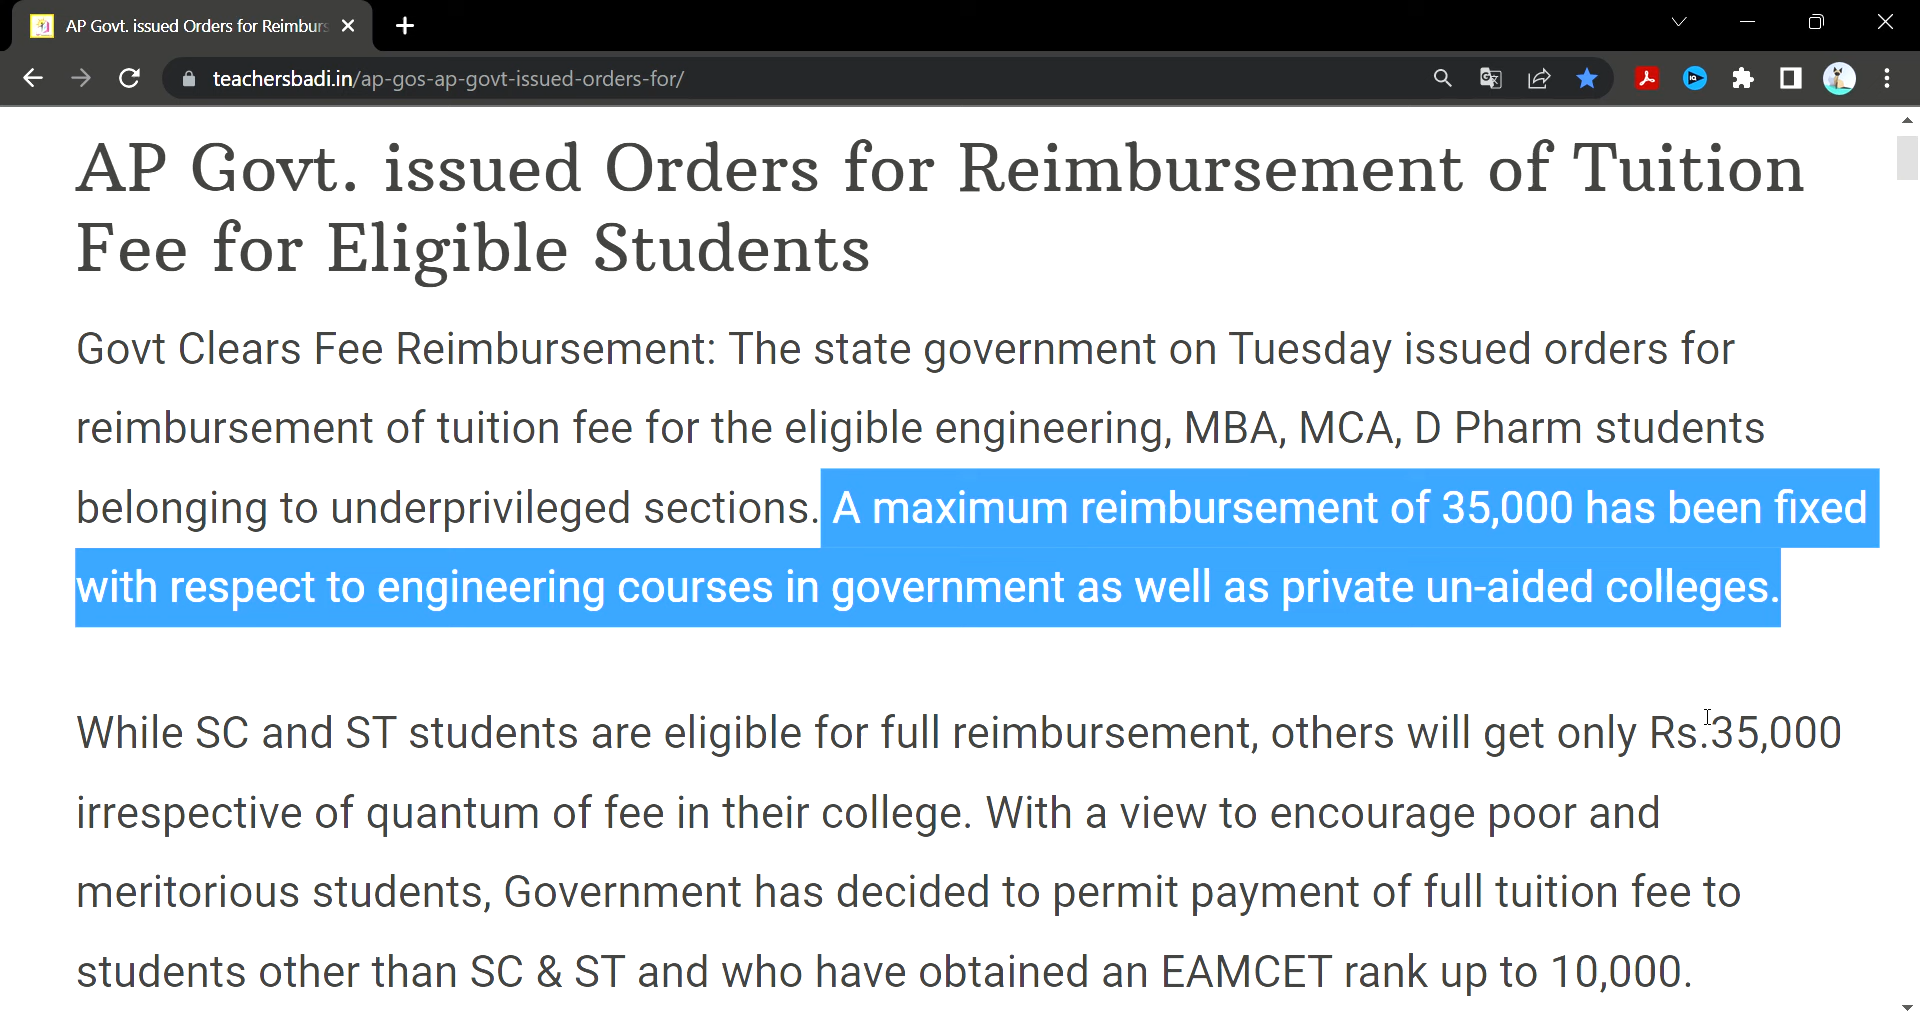 AP Govt. issued Orders for Reimburs
teachersbadi.in/ap-gos-ap-govt-issued-orders-for/
AP Govt. issued Orders for Reimbursement of Tuition
Fee for Eligible Students
Govt Clears Fee Reimbursement: The state government on Tuesday issued orders for
reimbursement of tuition fee for the eligible engineering, MBA, MCA, D Pharm students
belonging to underprivileged sections. A maximum reimbursement of 35,000 has been fixed
with respect to engineering courses in government as well as private un-aided colleges.
While SC and ST students are eligible for full reimbursement, others will get only Rs.35,000
irrespective of quantum of fee in their college. With a view to encourage poor and
meritorious students, Government has decided to permit payment of full tuition fee to
students other than SC & ST and who have obtained an EAMCET rank up to 10,000.